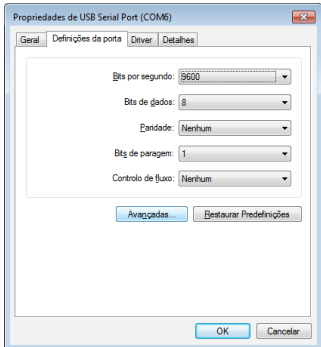 Propriedades de USB Serial Port (COM6)
Geral Definições da porta Driver Detalhes
Bits por segundo: 9600
Bits de dados: 8
Paridade: Nenhum
Bits de paragem: 1
Controlo de fluxo: Nenhum
Avançadas... Restaurar Predefinições
OK Cancelar